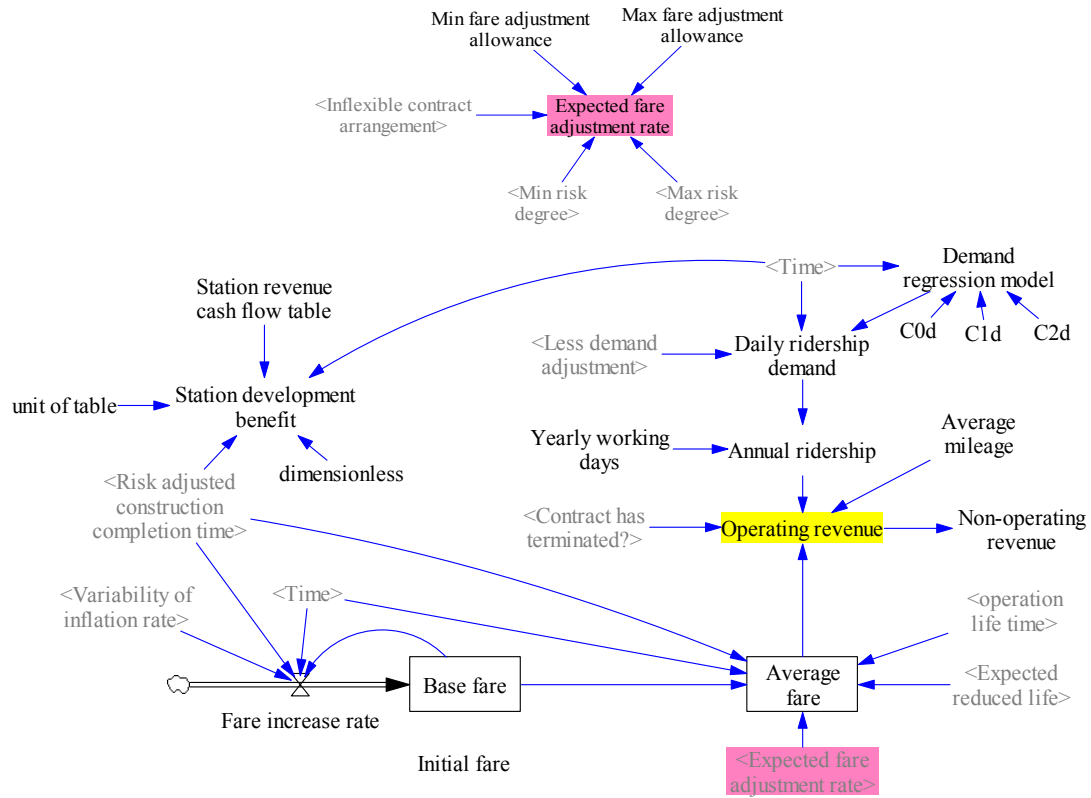 Min fare adjustment
allowance
Max fare adjustment
allowance
<Inflexible contract
arrangement>
Expected fare
adjustment rate
<Min risk
degree>
<Max risk
degree>
<Time>
Demand
regression model
C0d
C1d
C2d
Station revenue
cash flow table
<Less demand
adjustment>
Daily ridership
demand
unit of table
Station development
benefit
dimensionless
Yearly working
days
Annual ridership
Average
mileage
<Risk adjusted
construction
completion time>
<Contract has
terminated?>
Operating revenue
Non-operating
revenue
<Variability of
inflation rate>
<Time>
<operation
life time>
Base fare
Average
fare
<Expected
reduced life>
Fare increase rate
Initial fare
<Expected fare
adjustment rate>